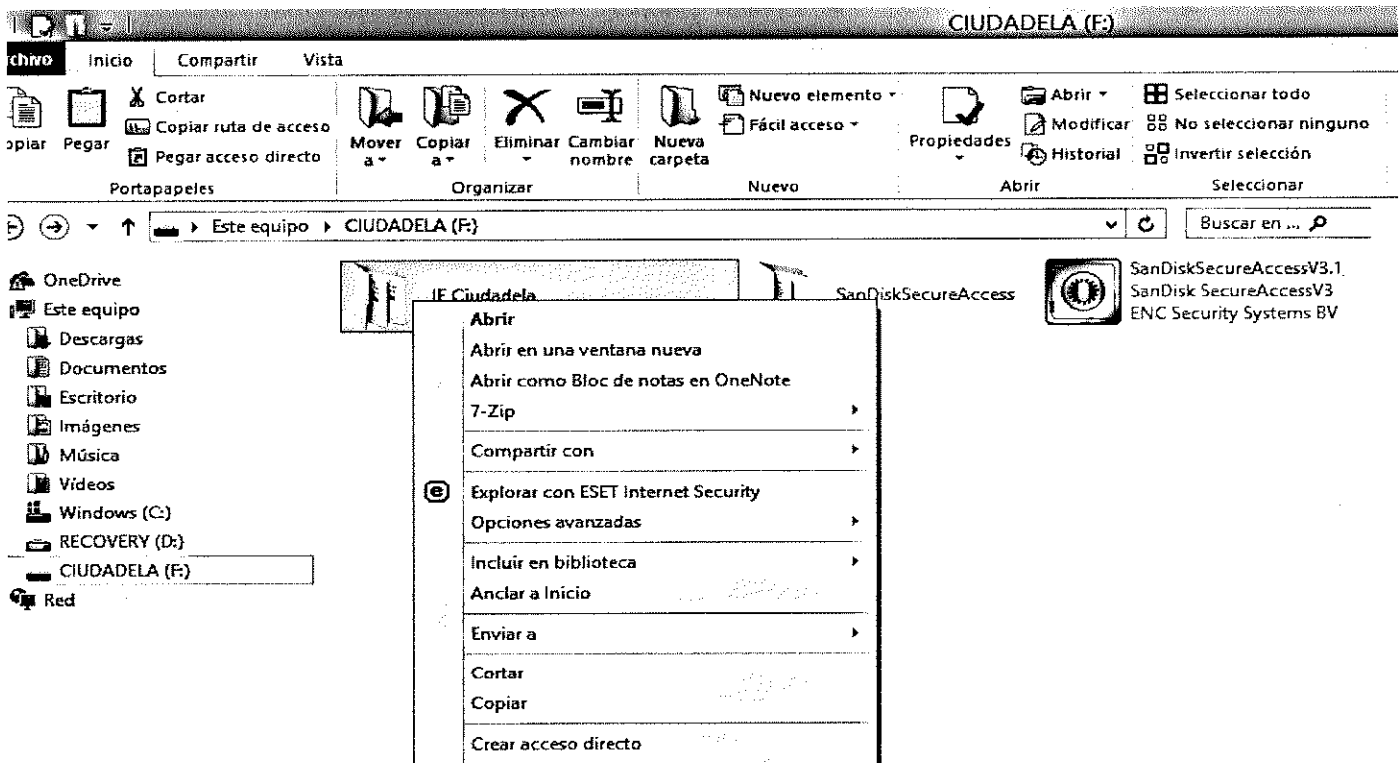 CIUDADELA (F:)
rchivo Inicio Compartir Vista
opiar
Pegar
Cortar
Copiar ruta de acceso
Pegar acceso directo
Portapapeles
Mover a
Copiar a
Eliminar
Cambiar nombre
Organizar
Nueva carpeta
Nuevo elemento
Fácil acceso
Nuevo
Propiedades
Abrir
Modificar
Historial
Abrir
Seleccionar todo
No seleccionar ninguno
Invertir selección
Seleccionar
Este equipo CIUDADELA (F:)
Buscar en ...
OneDrive
Este equipo
Descargas
Documentos
Escritorio
Imágenes
Música
Vídeos
Windows (C:)
RECOVERY (D:)
CIUDADELA (F:)
Red
IE Ciudadela
SanDiskSecureAccess
SanDiskSecureAccessV3.1
SanDisk SecureAccessV3
ENC Security Systems BV
Abrir
Abrir en una ventana nueva
Abrir como Bloc de notas en OneNote
7-Zip
Compartir con
Explorar con ESET Internet Security
Opciones avanzadas
Incluir en biblioteca
Anclar a Inicio
Enviar a
Cortar
Copiar
Crear acceso directo